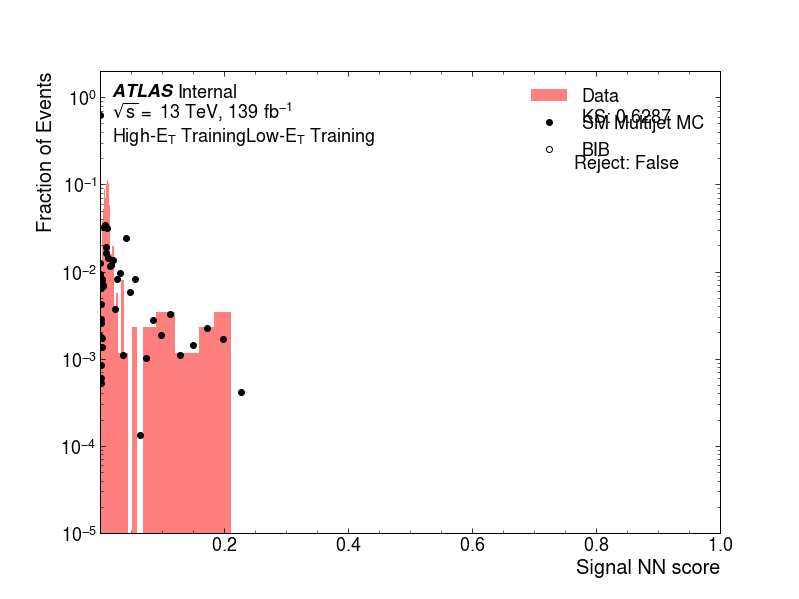 ATLAS Internal
√s = 13 TeV, 139 fb⁻¹
High-E_T TrainingLow-E_T Training
Data
KS: 0.6287
SM Multijet MC
BIB
Reject: False
Fraction of Events
10⁰
10⁻¹
10⁻²
10⁻³
10⁻⁴
10⁻⁵
0.2 0.4 0.6 0.8 1.0
Signal NN score